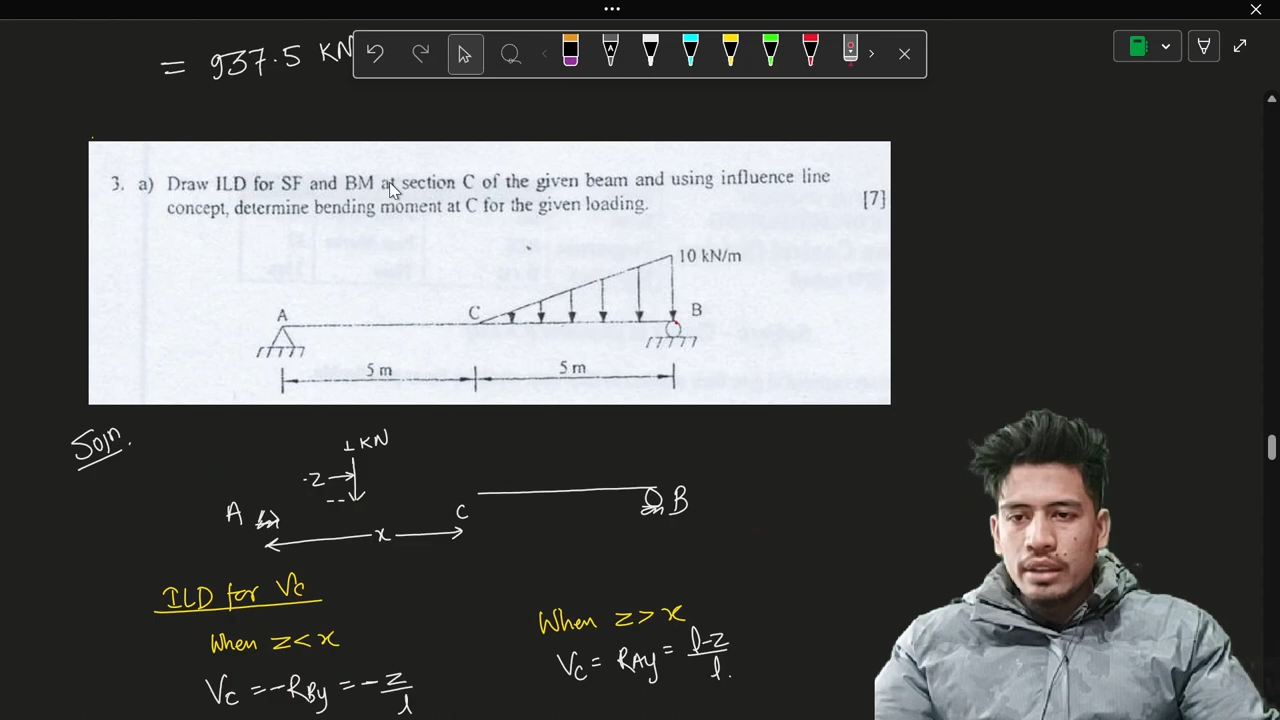 = 937.5 KN
3. a) Draw ILD for SF and BM at section C of the given beam and using influence line
concept, determine bending moment at C for the given loading.
[7]
10 kN/m
A
C
B
5 m
5 m
Soln.
1 KN
z
A
C
B
x
ILD for Vc
When z < x
Vc = -RBy = - z/l
When z > x
Vc = RAy = l-z/l.